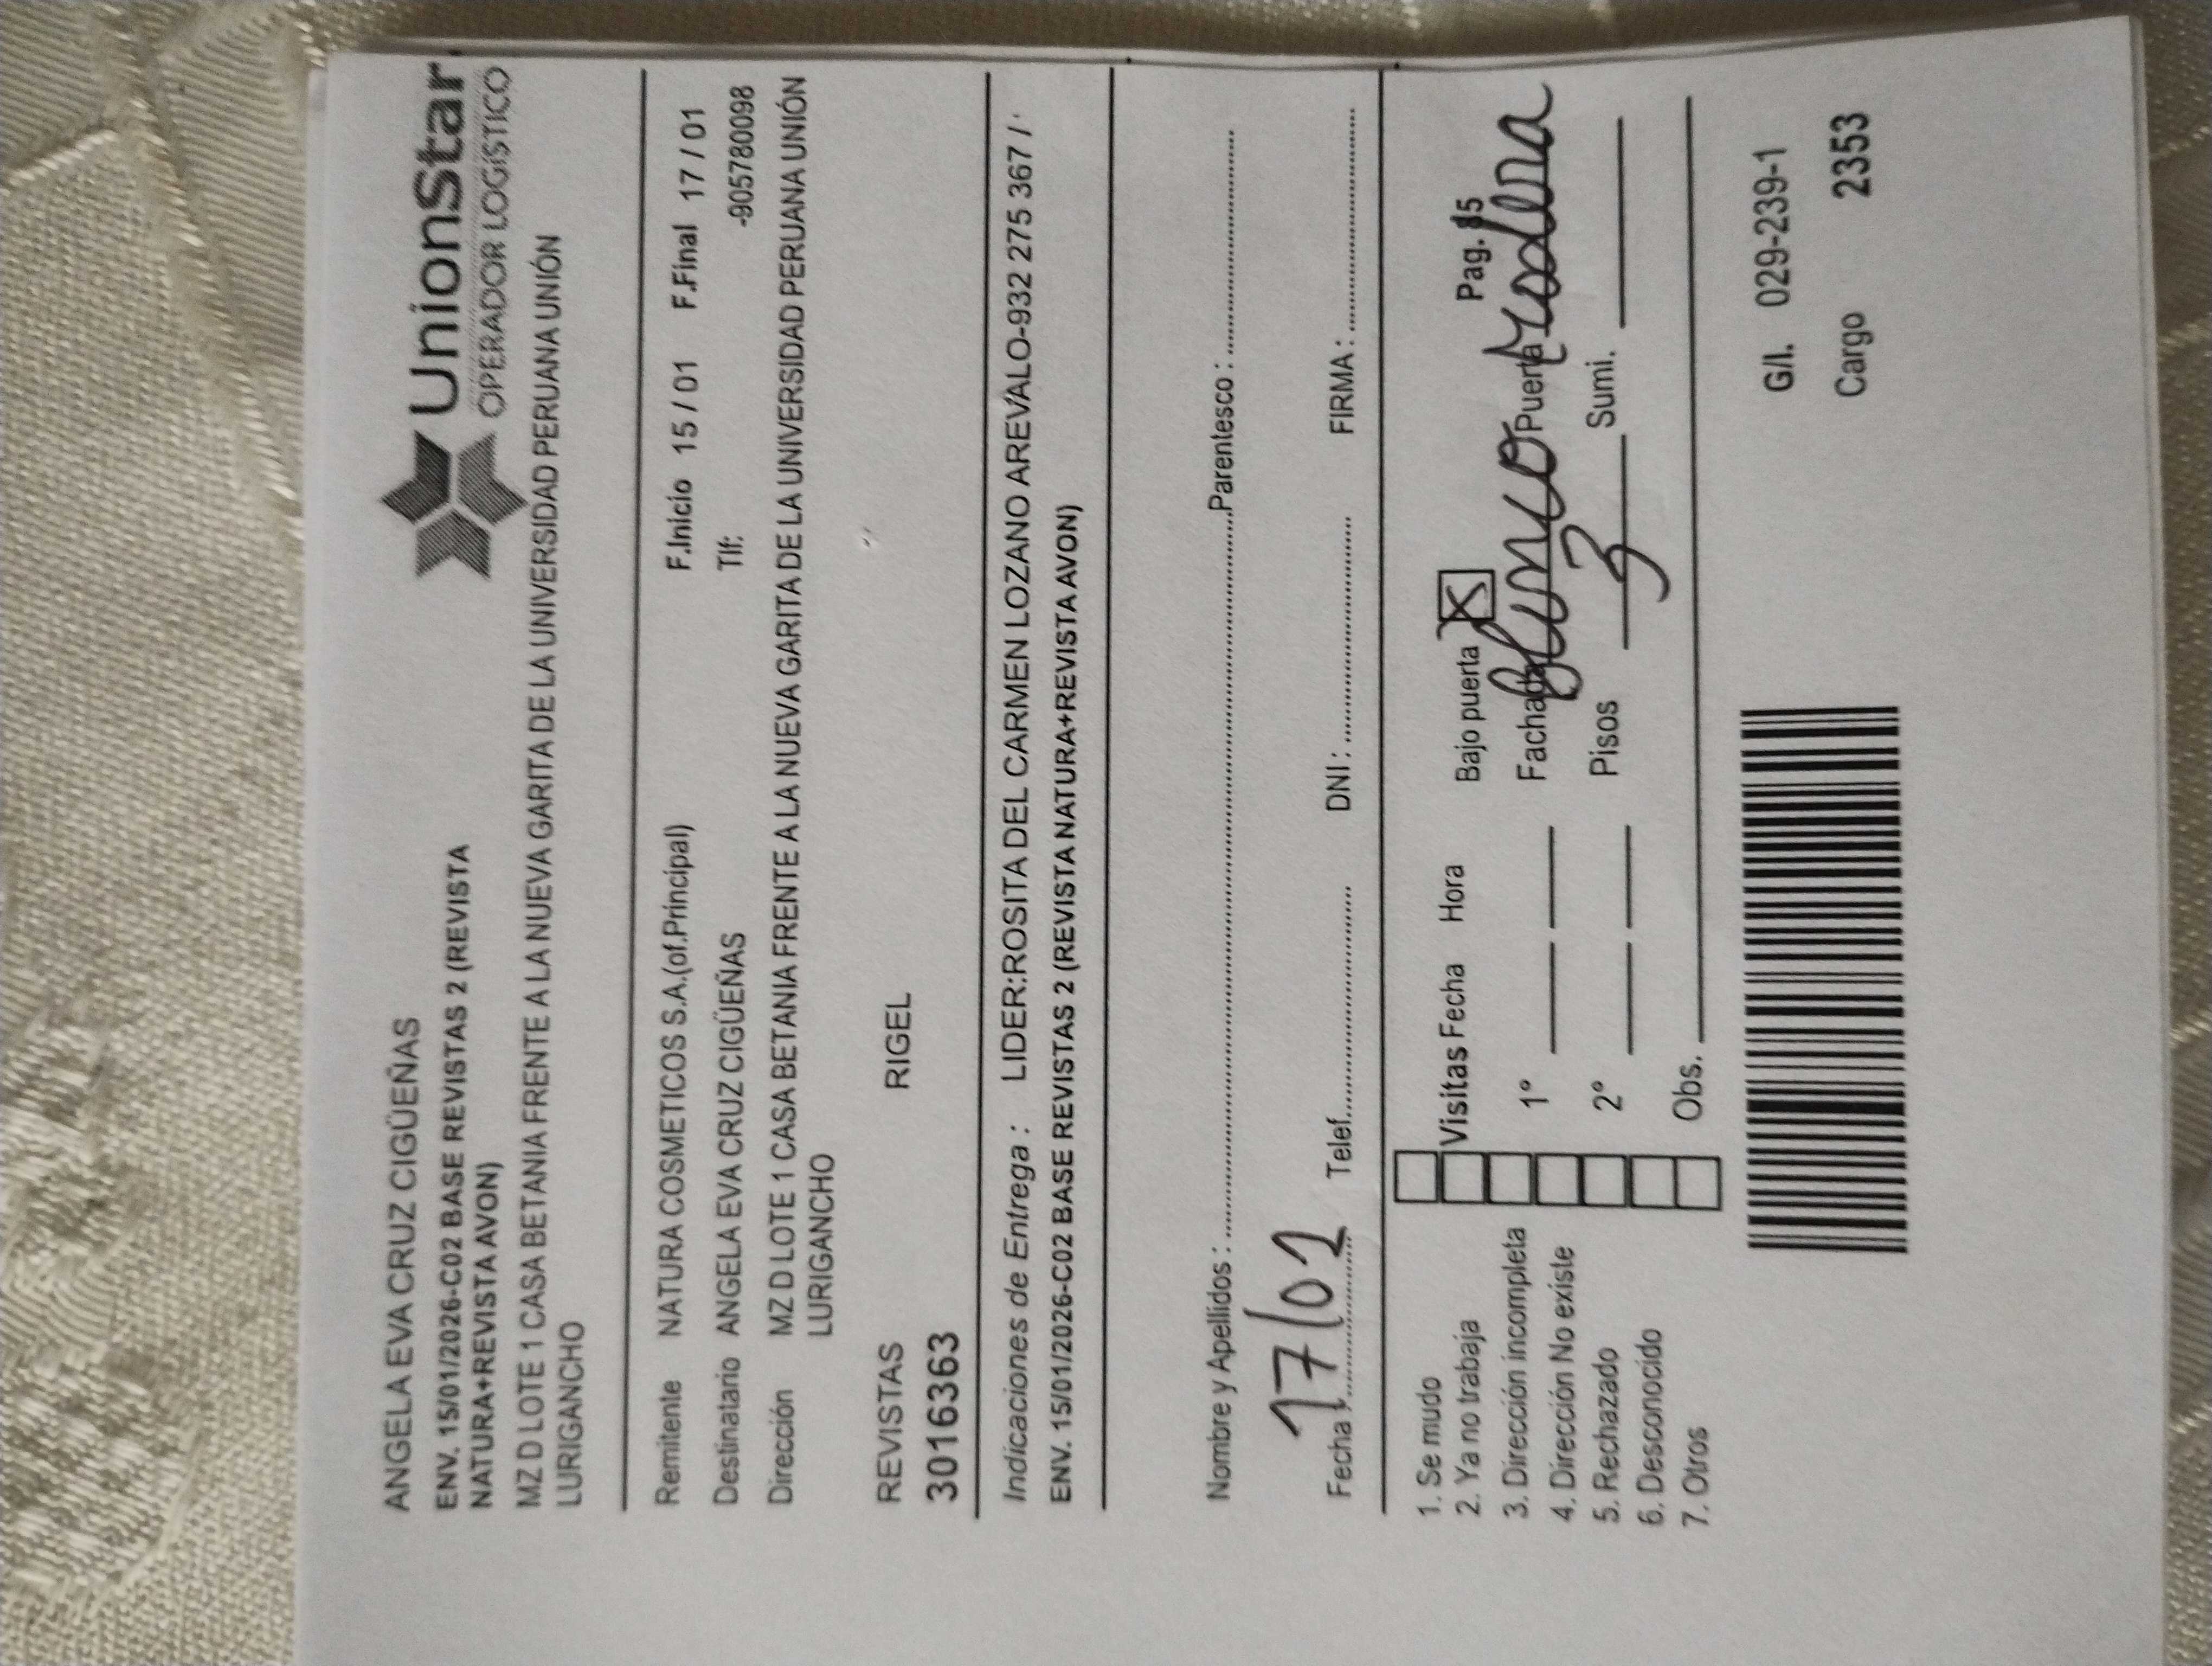 ANGELA EVA CRUZ CIGÜEÑAS
UnionStar
OPERADOR LOGÍSTICO
ENV. 15/01/2026-C02 BASE REVISTAS 2 (REVISTA
NATURA+REVISTA AVON)
MZ D LOTE 1 CASA BETANIA FRENTE A LA NUEVA GARITA DE LA UNIVERSIDAD PERUANA UNIÓN
LURIGANCHO
Remitente NATURA COSMETICOS S.A.(of.Principal) F.Inicio 15 / 01 F.Final 17 / 01
Destinatario ANGELA EVA CRUZ CIGÜEÑAS Tlf: -905780098
Dirección MZ D LOTE 1 CASA BETANIA FRENTE A LA NUEVA GARITA DE LA UNIVERSIDAD PERUANA UNIÓN
LURIGANCHO
REVISTAS RIGEL
3016363
Indicaciones de Entrega : LIDER:ROSITA DEL CARMEN LOZANO AREVALO-932 275 367 /
ENV. 15/01/2026-C02 BASE REVISTAS 2 (REVISTA NATURA+REVISTA AVON)
Nombre y Apellidos : Parentesco :
Fecha : 17/01 Telef. DNI : FIRMA :
1. Se mudo
2. Ya no trabaja
3. Dirección incompleta
4. Dirección No existe
5. Rechazado
6. Desconocido
7. Otros
Visitas Fecha Hora Bajo puerta X Pag.
1° Fachada Puerta
2° Pisos 3 Sumi.
Obs.
G/I. 029-239-1
Cargo 2353